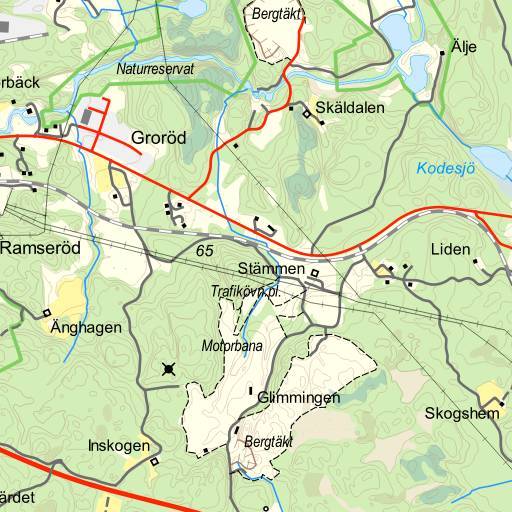 Bergtäkt
Älje
Naturreservat
rbäck
Skäldalen
Groröd
Kodesjö
Ramseröd
65
Liden
Stämmen
Trafikövn.pl.
Änghagen
Motorbana
Glimmingen
Skogshem
Inskogen
Bergtäkt
ärdet